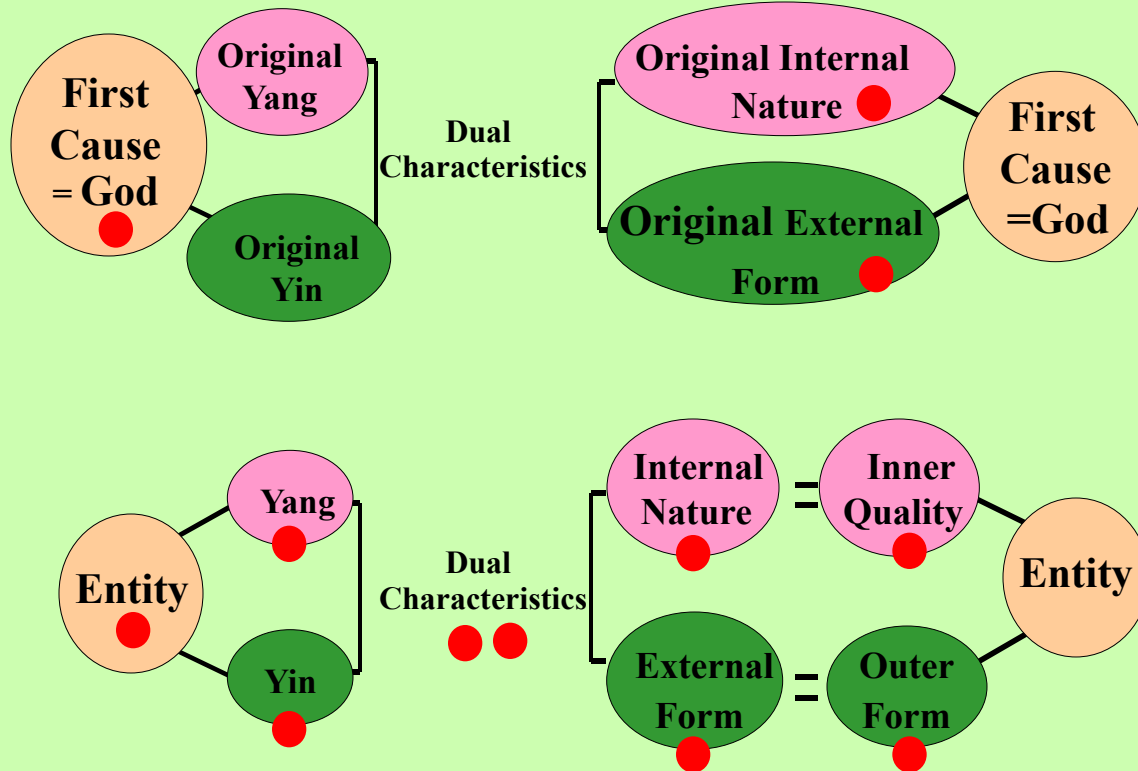 First
Cause
= God
Original
Yang
Original
Yin
Dual
Characteristics
Original Internal
Nature
Original External
Form
First
Cause
=God
Entity
Yang
Yin
Dual
Characteristics
Internal
Nature
=
Inner
Quality
External
Form
=
Outer
Form
Entity